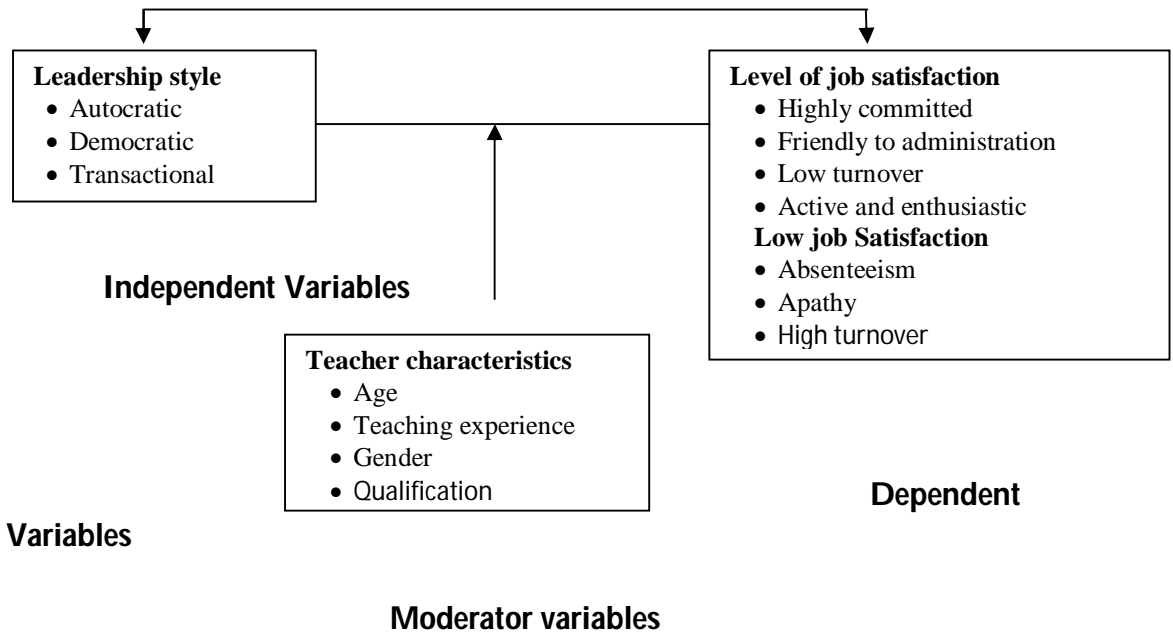 Leadership style
• Autocratic
• Democratic
• Transactional
Level of job satisfaction
• Highly committed
• Friendly to administration
• Low turnover
• Active and enthusiastic
Low job Satisfaction
• Absenteeism
• Apathy
• High turnover
Independent Variables
Teacher characteristics
• Age
• Teaching experience
• Gender
• Qualification
Dependent
Variables
Moderator variables